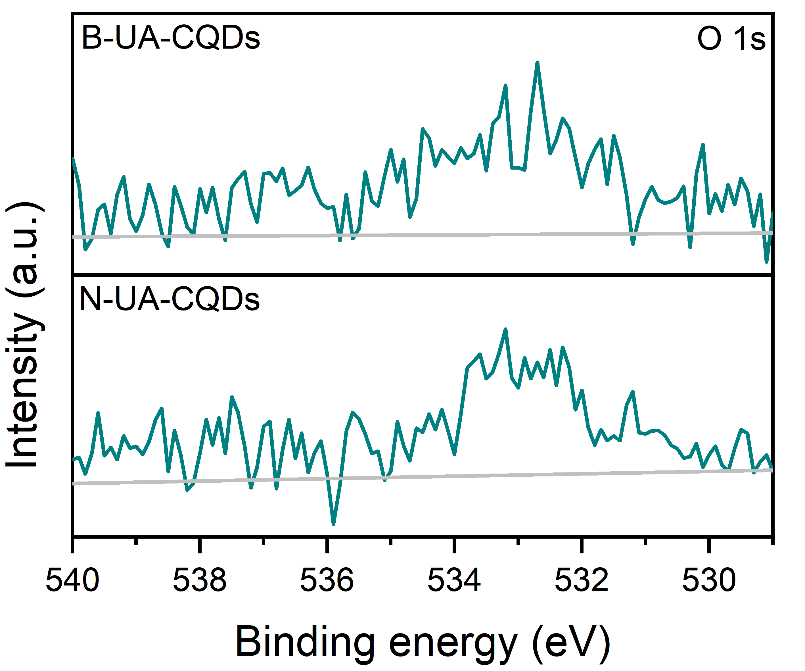 B-UA-CQDs
O 1s
N-UA-CQDs
Intensity (a.u.)
540 538 536 534 532 530
Binding energy (eV)